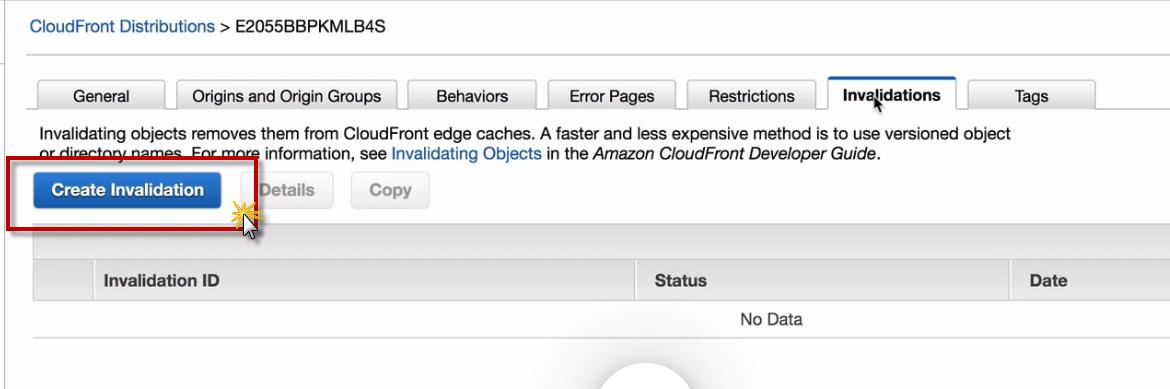 CloudFront Distributions > E2055BBPKMLB4S
General Origins and Origin Groups Behaviors Error Pages Restrictions Invalidations Tags
Invalidating objects removes them from CloudFront edge caches. A faster and less expensive method is to use versioned object
or directory names. For more information, see Invalidating Objects in the Amazon CloudFront Developer Guide.
Create Invalidation Details Copy
Invalidation ID Status Date
No Data